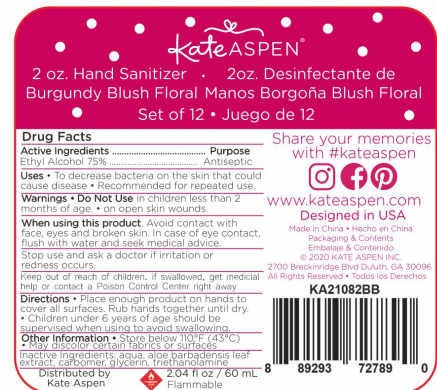 KateASPEN®
2 oz. Hand Sanitizer • 2oz. Desinfectante de
Burgundy Blush Floral Manos Borgoña Blush Floral
Set of 12 • Juego de 12
Drug Facts
Active Ingredients ........................................ Purpose
Ethyl Alcohol 75% ...................................... Antiseptic
Uses • To decrease bacteria on the skin that could
cause disease • Recommended for repeated use.
Warnings • Do Not Use in children less than 2
months of age. • on open skin wounds.
When using this product. Avoid contact with
face, eyes and broken skin. In case of eye contact,
flush with water and seek medical advice.
Stop use and ask a doctor if irritation or
redness occurs.
Keep out of reach of children. if swallowed, get medicial
help or contact a Poison Control Center right away
Directions • Place enough product on hands to
cover all surfaces. Rub hands together until dry.
• Children under 6 years of age should be
supervised when using to avoid swallowing.
Other Information • Store below 110°F (43°C)
• May discolor certain fabrics or surfaces
Inactive Ingredients: aqua, aloe barbadensis leaf
extract, carbomer, glycerin, triethanolamine
Distributed by
Kate Aspen
2.04 fl oz / 60 mL
Flammable
Share your memories
with #kateaspen
www.kateaspen.com
Designed in USA
Made in China • Hecho en China
Packaging & Contents
Embalaje & Contenido
© 2020 KATE ASPEN INC.
2700 Breckinridge Blvd Duluth, GA 30096
All Rights Reserved • Todos los Derechos
KA21082BB
8 89293 72789 0